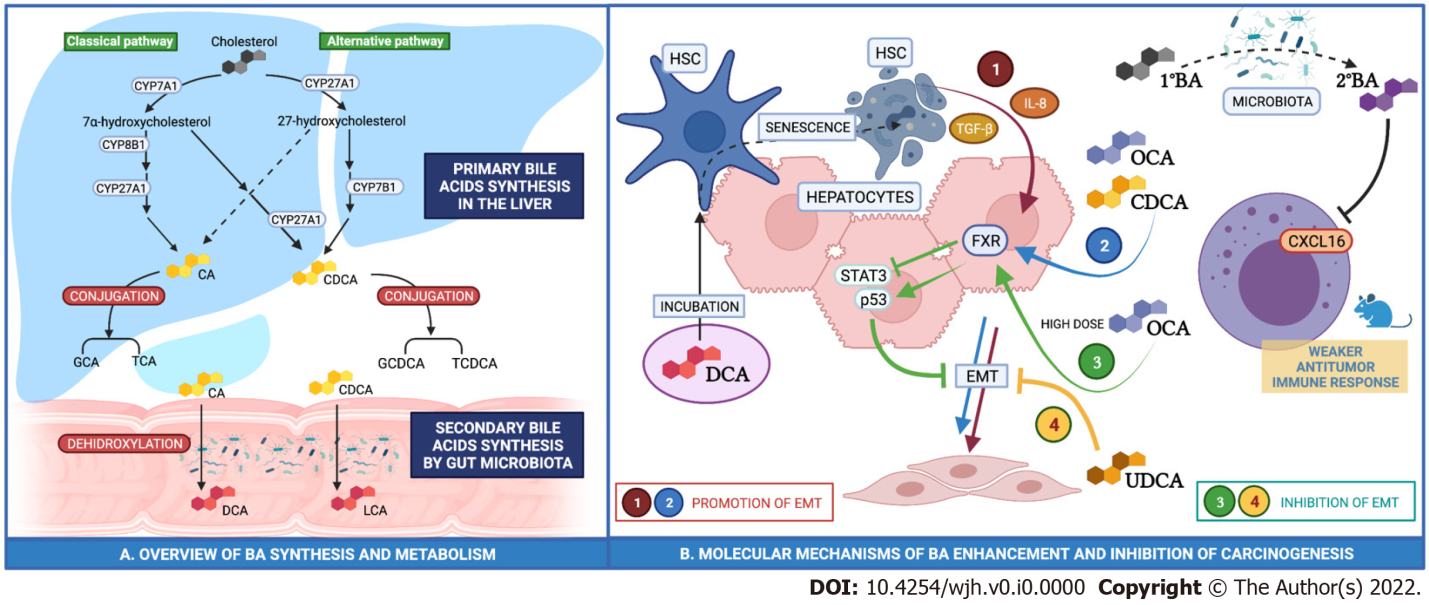 Classical pathway
Cholesterol
Alternative pathway
CYP7A1
CYP27A1
7α-hydroxycholesterol
27-hydroxycholesterol
CYP8B1
CYP27A1
CYP7B1
CYP27A1
PRIMARY BILE
ACIDS SYNTHESIS
IN THE LIVER
CA
CDCA
CONJUGATION
CONJUGATION
GCA
TCA
GCDCA
TCDCA
CA
CDCA
DEHIDROXYLATION
SECONDARY BILE
ACIDS SYNTHESIS
BY GUT MICROBIOTA
DCA
LCA
A. OVERVIEW OF BA SYNTHESIS AND METABOLISM
HSC
HSC
1
IL-8
TGF-β
SENESCENCE
HEPATOCYTES
1°BA
2°BA
MICROBIOTA
OCA
CDCA
2
FXR
STAT3
p53
CXCL16
INCUBATION
DCA
HIGH DOSE
OCA
3
WEAKER
ANTITUMOR
IMMUNE RESPONSE
EMT
4
UDCA
1 2 PROMOTION OF EMT
3 4 INHIBITION OF EMT
B. MOLECULAR MECHANISMS OF BA ENHANCEMENT AND INHIBITION OF CARCINOGENESIS
DOI: 10.4254/wjh.v0.i0.0000 Copyright © The Author(s) 2022.